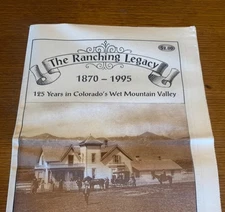 The Ranching Legacy
1870 – 1995
125 Years in Colorado's Wet Mountain Valley